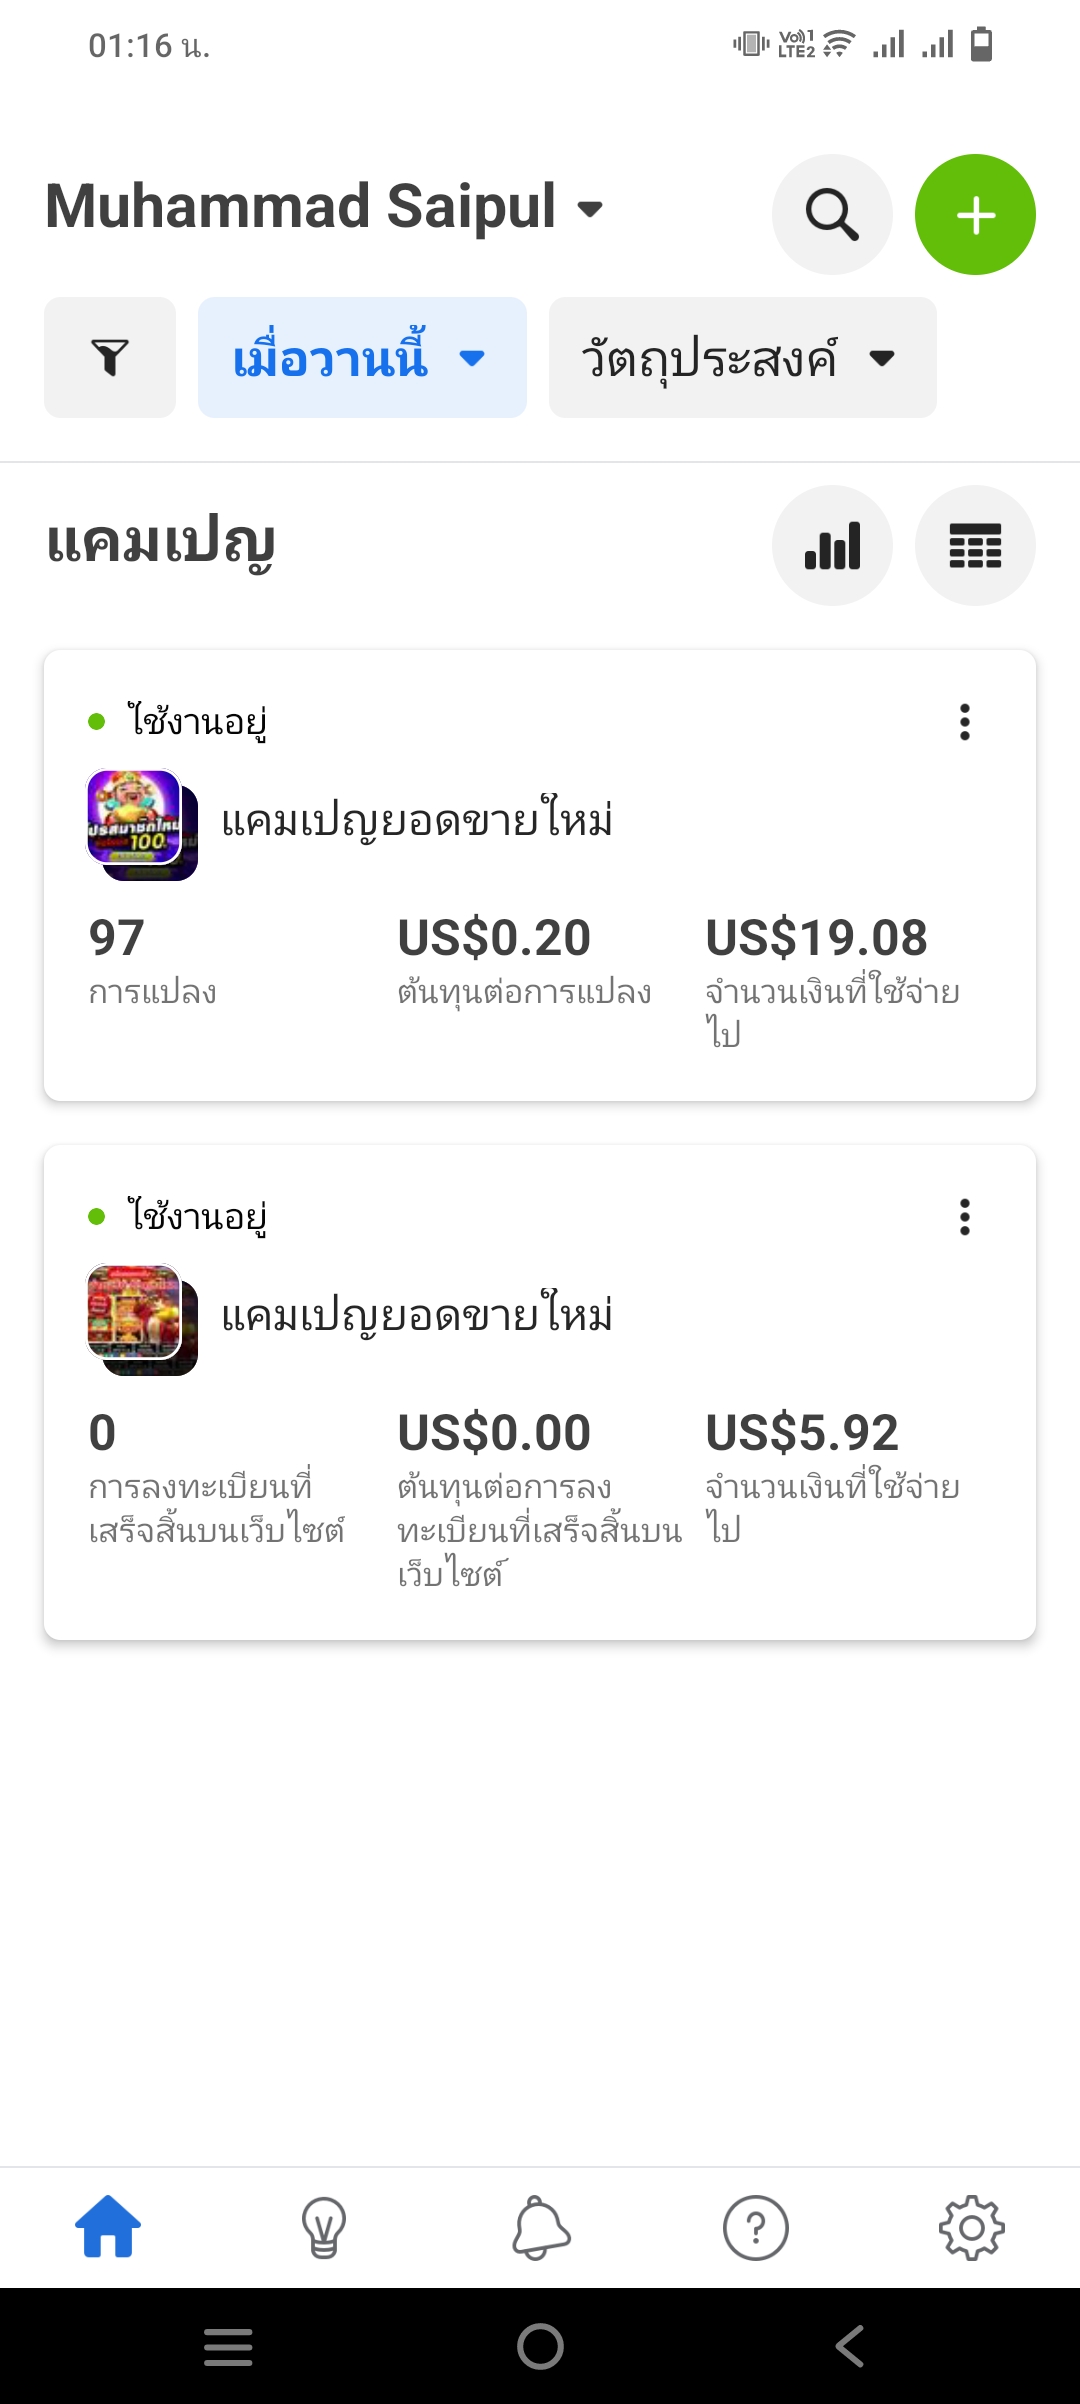 01:16 น.
Vo))1
LTE2
Muhammad Saipul
เมื่อวานนี้
วัตถุประสงค์
แคมเปญ
ใช้งานอยู่
100
แคมเปญยอดขายใหม่
97
US$0.20
US$19.08
การแปลง
ต้นทุนต่อการแปลง
จำนวนเงินที่ใช้จ่าย
ไป
ใช้งานอยู่
แคมเปญยอดขายใหม่
0
US$0.00
US$5.92
การลงทะเบียนที่
เสร็จสิ้นบนเว็บไซต์
ต้นทุนต่อการลง
ทะเบียนที่เสร็จสิ้นบน
เว็บไซต์
จำนวนเงินที่ใช้จ่าย
ไป